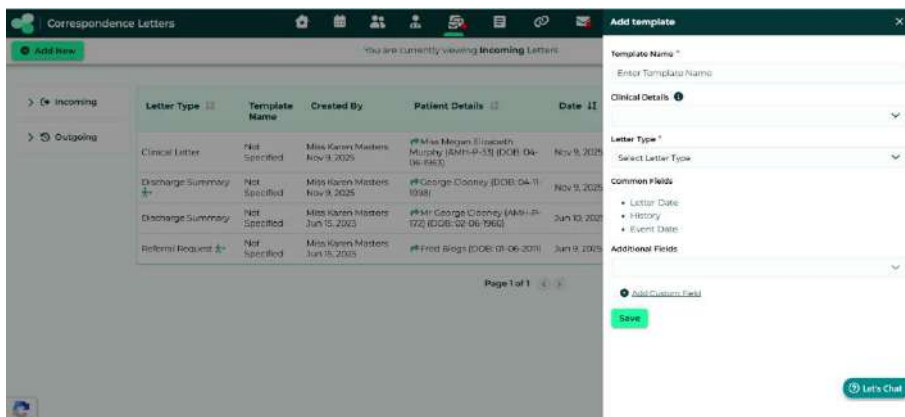 Correspondence Letters
Add New
You are currently viewing Incoming Letters
Incoming
Outgoing
Letter Type
Template Name
Created By
Patient Details
Date
Clinical Letter
Not Specified
Miss Karen Masters
Nov 9, 2025
Miss Megan Elizabeth
Murphy (AMH-P-33) (DOB: 04-
06-1963)
Nov 9, 2025
Discharge Summary
Not Specified
Miss Karen Masters
Nov 9, 2025
George Clooney (DOB: 04-11-
1998)
Nov 9, 2025
Discharge Summary
Not Specified
Miss Karen Masters
Jun 15, 2025
Mr George Clooney (AMH-P-
172) (DOB: 02-06-1966)
Jun 10, 2025
Referral Request
Not Specified
Miss Karen Masters
Jun 15, 2025
Fred Blogs (DOB: 01-06-2011)
Jun 9, 2025
Page 1 of 1
Add template
Template Name *
Enter Template Name
Clinical Details
Letter Type *
Select Letter Type
Common Fields
• Letter Date
• History
• Event Date
Additional Fields
Add Custom Field
Save
Let's Chat